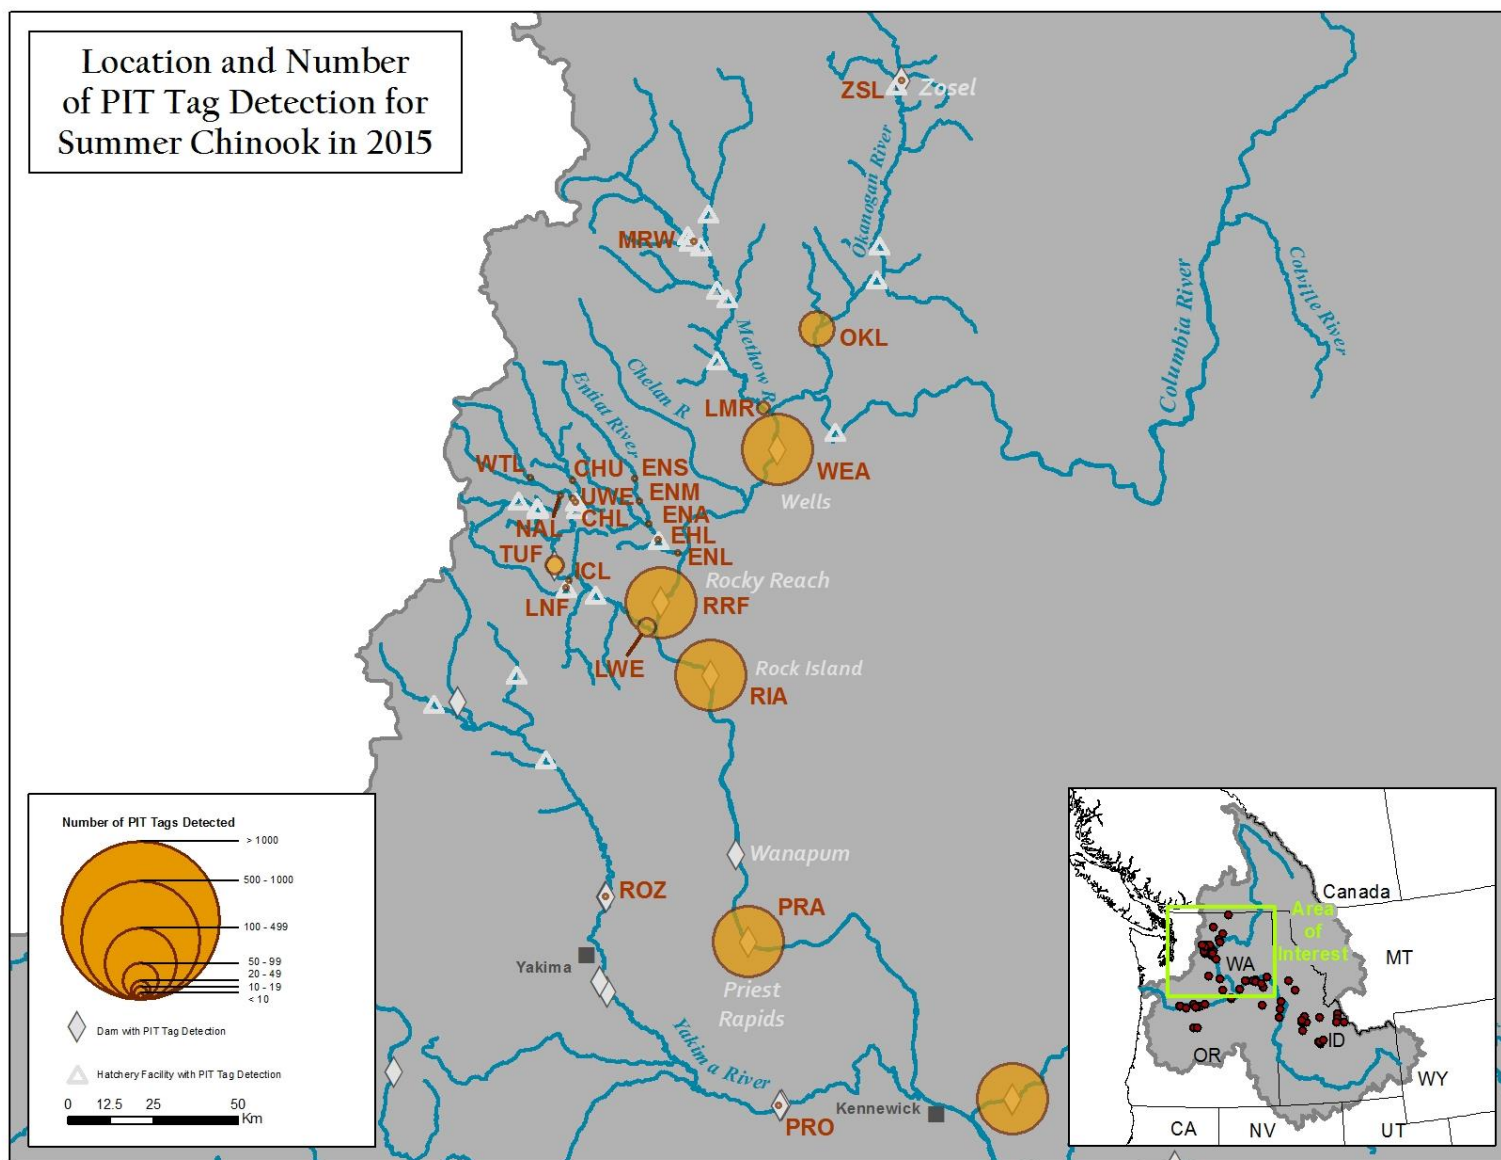 Location and Number
of PIT Tag Detection for
Summer Chinook in 2015
ZSL
Zosel
Okanogan River
MRW
Columbia River
Colville River
OKL
Methow R
Chelan R
Entiat River
LMR
WEA
Wells
WTL
CHU
ENS
UWE
ENM
NAL
CHL
ENA
EHL
TUF
ENL
ICL
Rocky Reach
LNF
RRF
LWE
Rock Island
RIA
Wanapum
ROZ
PRA
Yakima
Priest
Rapids
Yakima River
Kennewick
PRO
Number of PIT Tags Detected
> 1000
500 - 1000
100 - 499
50 - 99
20 - 49
10 - 19
< 10
Dam with PIT Tag Detection
Hatchery Facility with PIT Tag Detection
0 12.5 25 50
Km
Canada
Area
of
Interest
WA
MT
OR
ID
WY
CA
NV
UT